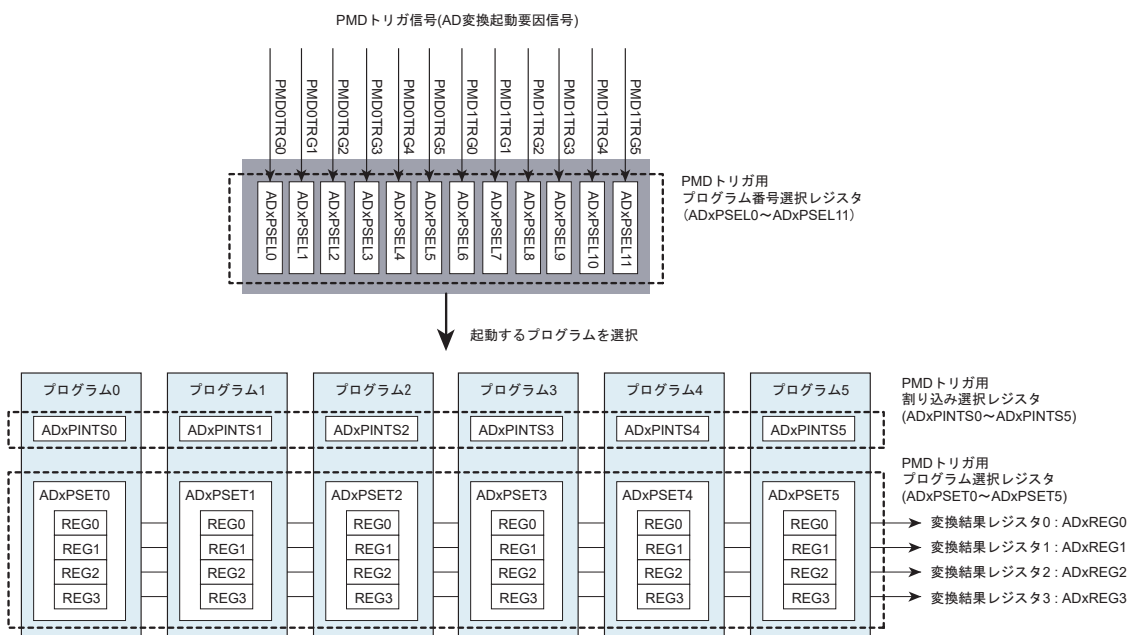 PMDトリガ信号(AD変換起動要因信号)
PMD0TRG0
PMD0TRG1
PMD0TRG2
PMD0TRG3
PMD0TRG4
PMD0TRG5
PMD1TRG0
PMD1TRG1
PMD1TRG2
PMD1TRG3
PMD1TRG4
PMD1TRG5
ADxPSEL0
ADxPSEL1
ADxPSEL2
ADxPSEL3
ADxPSEL4
ADxPSEL5
ADxPSEL6
ADxPSEL7
ADxPSEL8
ADxPSEL9
ADxPSEL10
ADxPSEL11
PMDトリガ用
プログラム番号選択レジスタ
(ADxPSEL0～ADxPSEL11)
起動するプログラムを選択
プログラム0
プログラム1
プログラム2
プログラム3
プログラム4
プログラム5
PMDトリガ用
割り込み選択レジスタ
(ADxPINTS0～ADxPINTS5)
ADxPINTS0
ADxPINTS1
ADxPINTS2
ADxPINTS3
ADxPINTS4
ADxPINTS5
PMDトリガ用
プログラム選択レジスタ
(ADxPSET0～ADxPSET5)
ADxPSET0
ADxPSET1
ADxPSET2
ADxPSET3
ADxPSET4
ADxPSET5
REG0
REG0
REG0
REG0
REG0
REG0
変換結果レジスタ0 : ADxREG0
REG1
REG1
REG1
REG1
REG1
REG1
変換結果レジスタ1 : ADxREG1
REG2
REG2
REG2
REG2
REG2
REG2
変換結果レジスタ2 : ADxREG2
REG3
REG3
REG3
REG3
REG3
REG3
変換結果レジスタ3 : ADxREG3